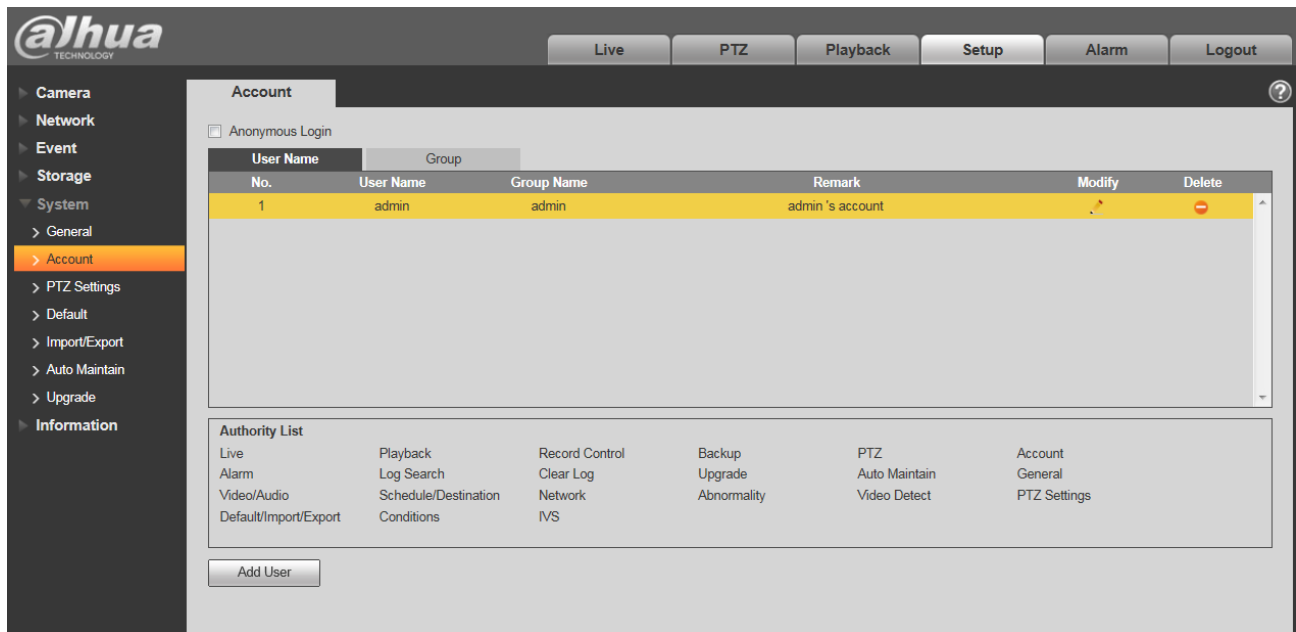 alhua
TECHNOLOGY
Live PTZ Playback Setup Alarm Logout
Camera
Network
Event
Storage
System
General
Account
PTZ Settings
Default
Import/Export
Auto Maintain
Upgrade
Information
Account ?
Anonymous Login
User Name Group
No. User Name Group Name Remark Modify Delete
1 admin admin admin 's account
Authority List
Live Playback Record Control Backup PTZ Account
Alarm Log Search Clear Log Upgrade Auto Maintain General
Video/Audio Schedule/Destination Network Abnormality Video Detect PTZ Settings
Default/Import/Export Conditions IVS
Add User